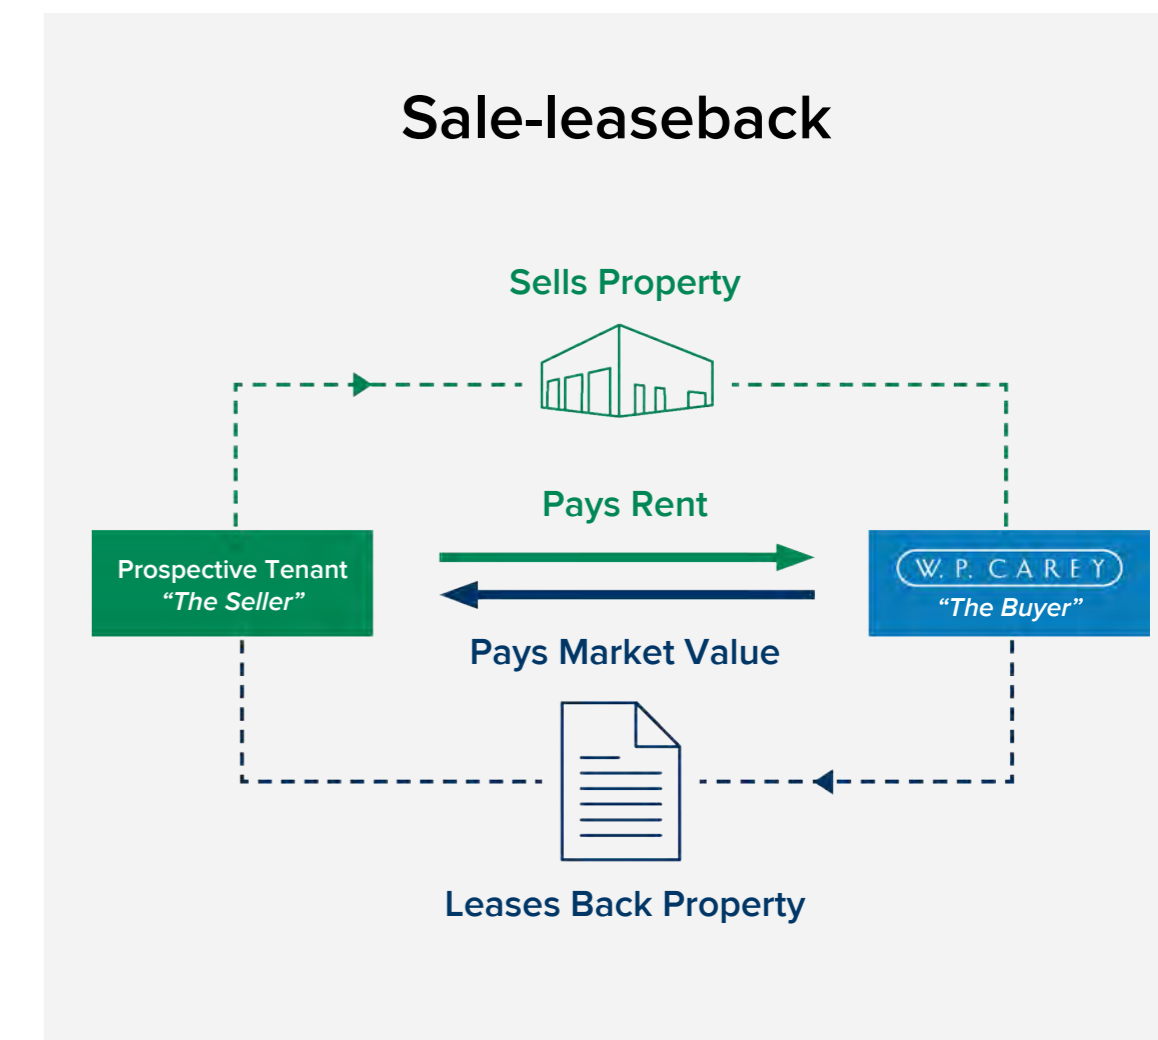 Sale-leaseback
Sells Property
Pays Rent
Prospective Tenant
“The Seller”
W. P. CAREY
“The Buyer”
Pays Market Value
Leases Back Property